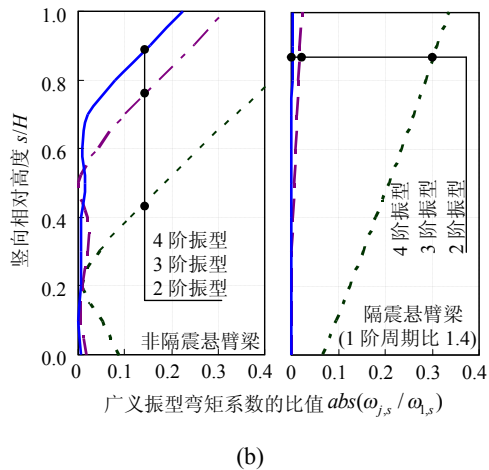 1.0
0.8
0.6
0.4
0.2
0.0
竖向相对高度 s/H
4 阶振型
3 阶振型
2 阶振型
非隔震悬臂梁
0 0.1 0.2 0.3 0.4
4 阶振型
3 阶振型
2 阶振型
隔震悬臂梁
(1 阶周期比 1.4)
0 0.1 0.2 0.3 0.4
广义振型弯矩系数的比值 abs(ω_{j,s} / ω_{1,s})
(b)